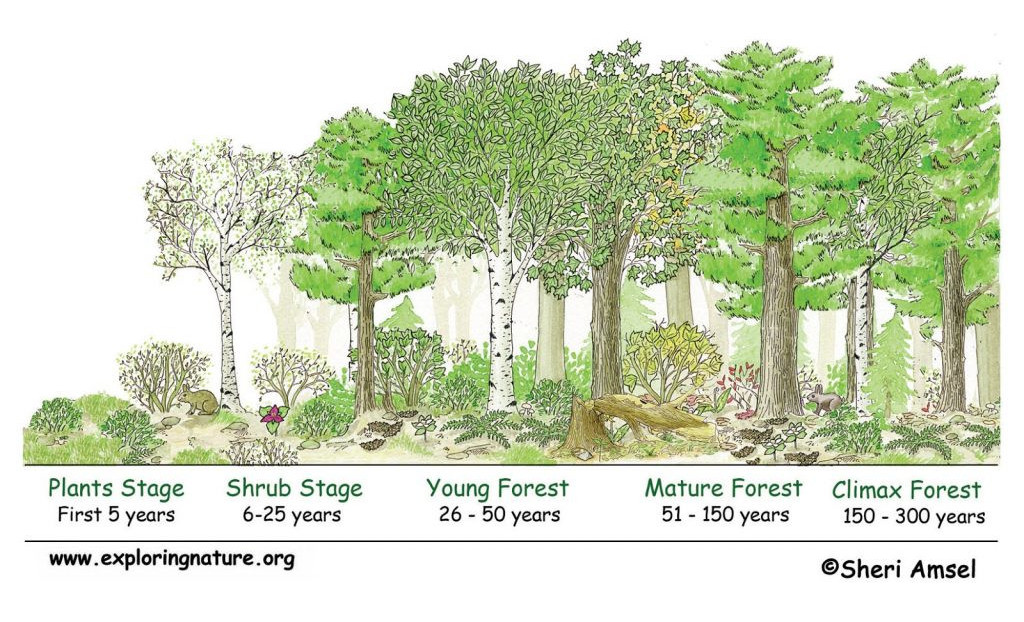 Plants Stage
First 5 years
Shrub Stage
6-25 years
Young Forest
26 - 50 years
Mature Forest
51 - 150 years
Climax Forest
150 - 300 years
www.exploringnature.org
©Sheri Amsel